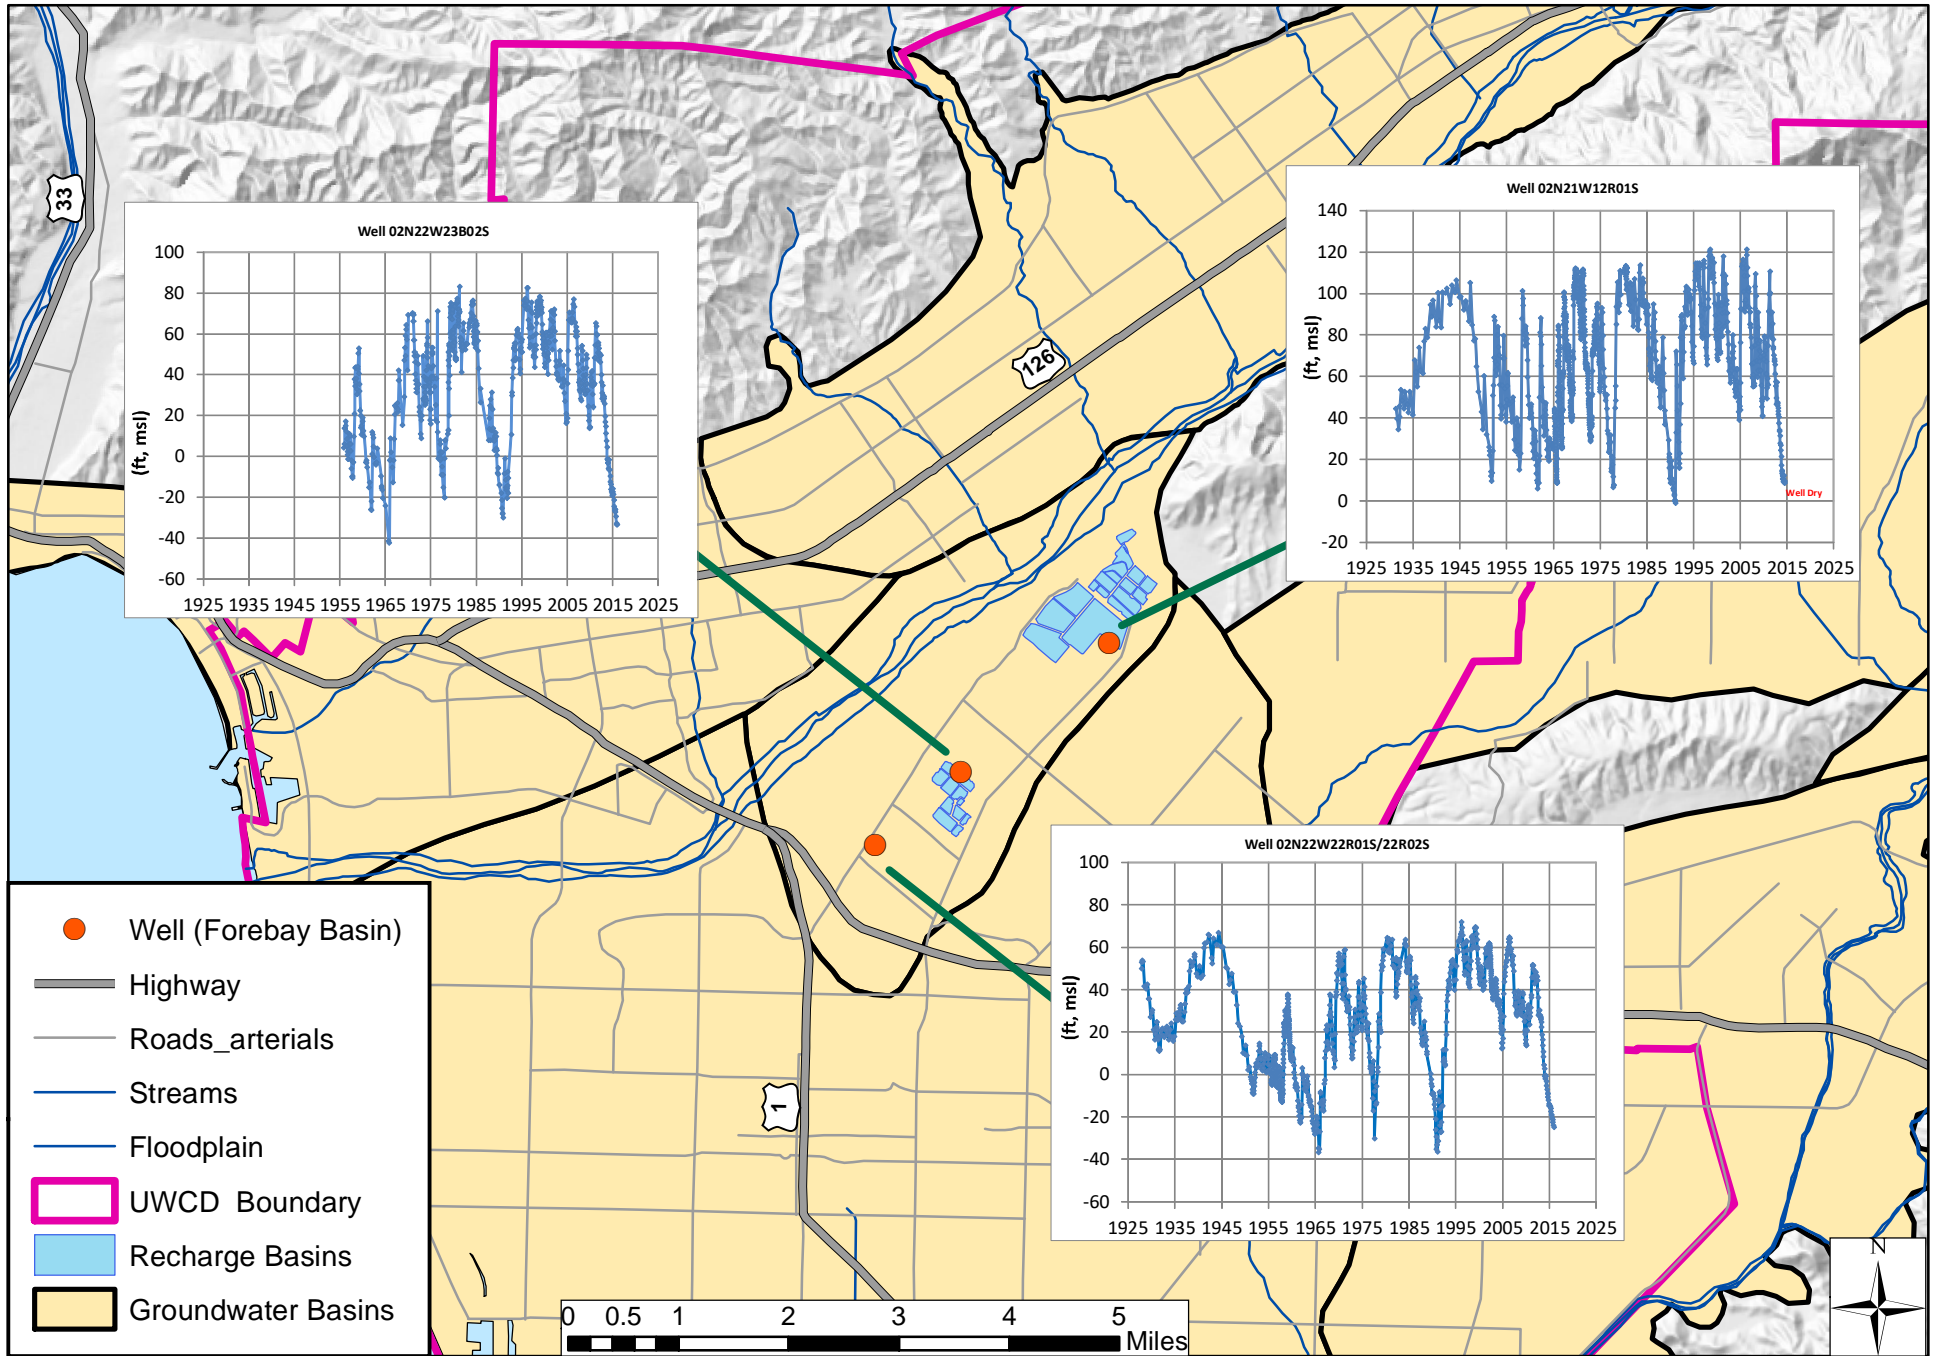 33
126
1
Well 02N22W23B02S
100
80
60
40
20
0
-20
-40
-60
(ft, msl)
1925 1935 1945 1955 1965 1975 1985 1995 2005 2015 2025
Well 02N21W12R01S
140
120
100
80
60
40
20
0
-20
(ft, msl)
Well Dry
1925 1935 1945 1955 1965 1975 1985 1995 2005 2015 2025
Well 02N22W22R01S/22R02S
100
80
60
40
20
0
-20
-40
-60
(ft, msl)
1925 1935 1945 1955 1965 1975 1985 1995 2005 2015 2025
Well (Forebay Basin)
Highway
Roads_arterials
Streams
Floodplain
UWCD Boundary
Recharge Basins
Groundwater Basins
0 0.5 1 2 3 4 5
Miles
N